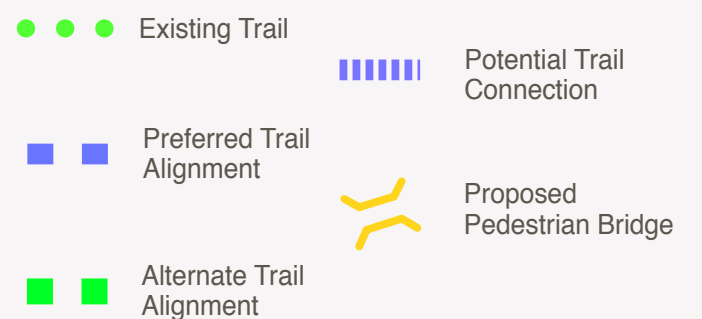 Existing Trail
Preferred Trail
Alignment
Alternate Trail
Alignment
Potential Trail
Connection
Proposed
Pedestrian Bridge